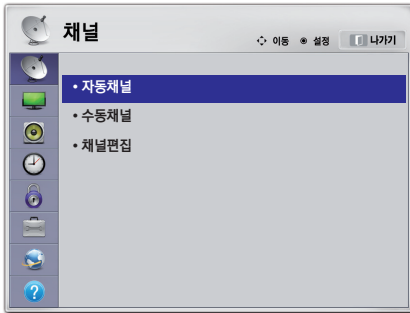 채널
이동 설정 나가기
• 자동채널
• 수동채널
• 채널편집
?